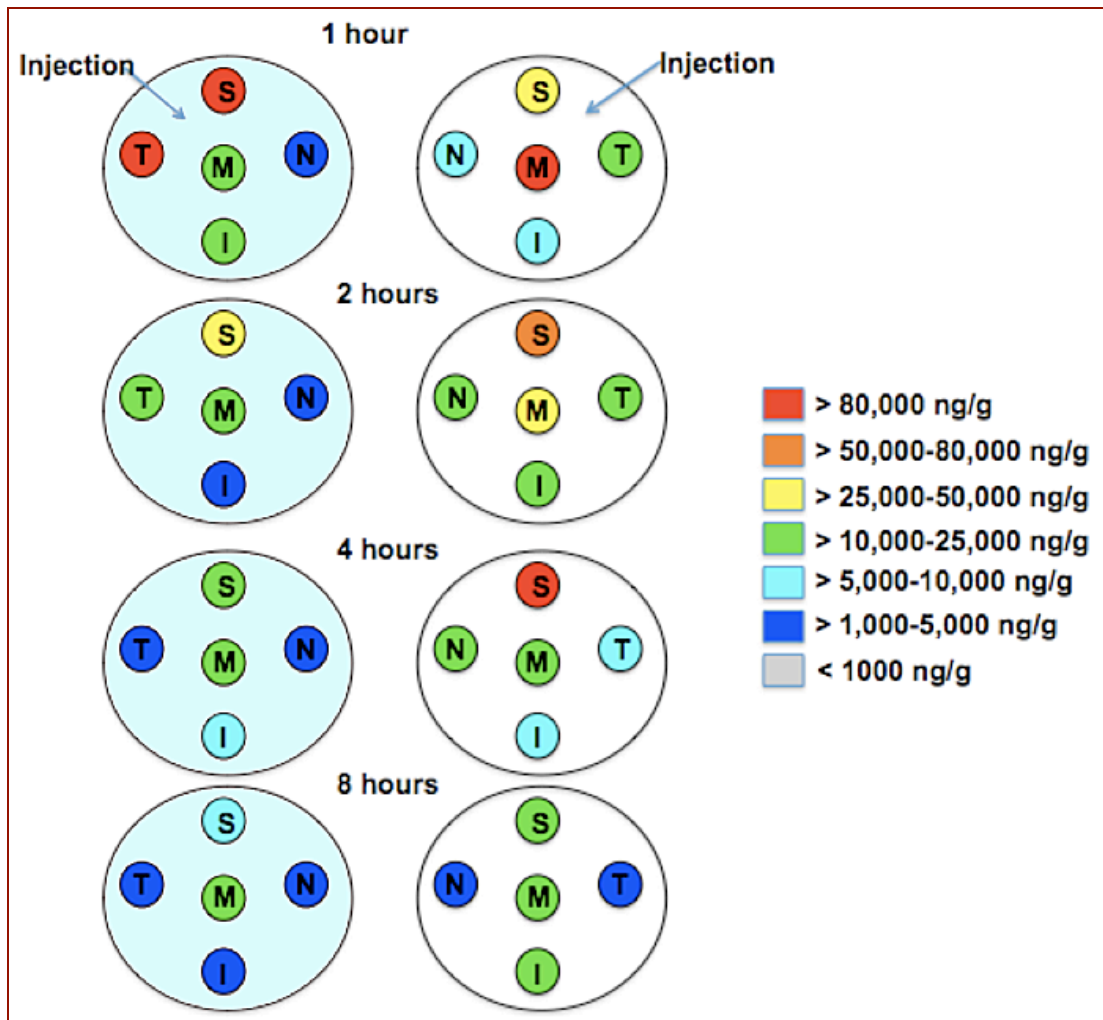 1 hour
Injection
Injection
S
S
T
M
N
N
M
T
I
I
2 hours
S
S
T
M
N
N
M
T
I
I
4 hours
S
S
T
M
N
N
M
T
I
I
8 hours
S
S
T
M
N
N
M
T
I
I
> 80,000 ng/g
> 50,000-80,000 ng/g
> 25,000-50,000 ng/g
> 10,000-25,000 ng/g
> 5,000-10,000 ng/g
> 1,000-5,000 ng/g
< 1000 ng/g